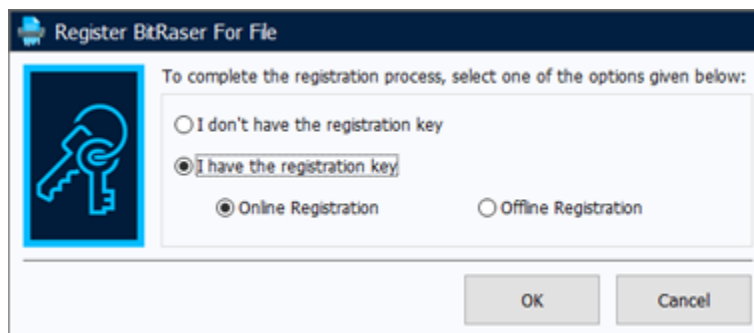 Register BitRaser For File
To complete the registration process, select one of the options given below:
I don't have the registration key
I have the registration key
Online Registration Offline Registration
OK Cancel